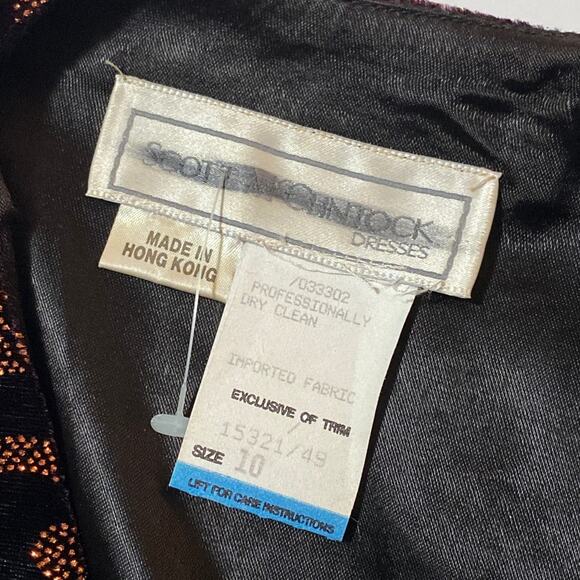 SCOTT McCLINTOCK
DRESSES
MADE IN
HONG KONG
/033302
PROFESSIONALLY
DRY CLEAN
IMPORTED FABRIC
EXCLUSIVE OF TRIM
15321/49
SIZE 10
LIFT FOR CARE INSTRUCTIONS